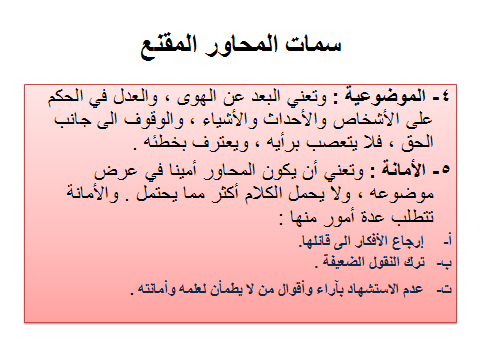 سمات المحاور المقنع
٤- الموضوعية : وتعني البعد عن الهوى ، والعدل في الحكم
على الأشخاص والأحداث والأشياء ، والوقوف الى جانب
الحق ، فلا يتعصب برأيه ، ويعترف بخطئه .
٥- الأمانة : وتعني أن يكون المحاور أمينا في عرض
موضوعه ، ولا يحمل الكلام أكثر مما يحتمل . والأمانة
تتطلب عدة أمور منها :
أ- إرجاع الأفكار الى قائلها.
ب- ترك النقول الضعيفة .
ت- عدم الاستشهاد بآراء وأقوال من لا يطمأن لعلمه وأمانته .